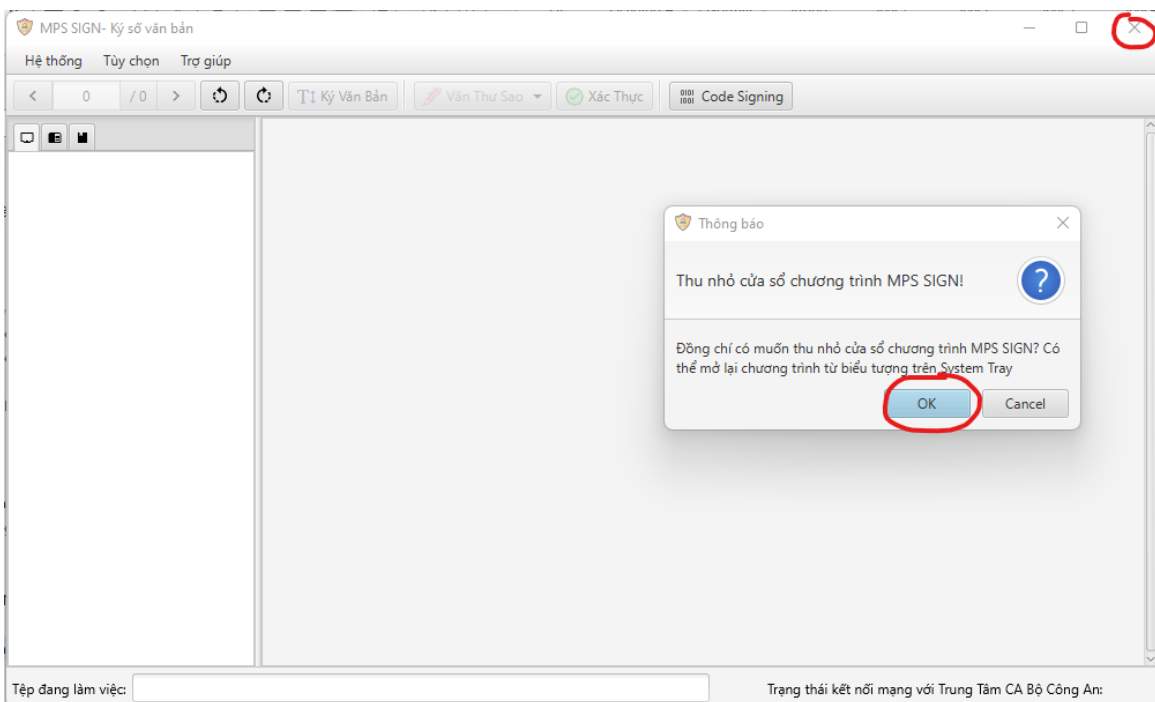 MPS SIGN- Ký số văn bản
Hệ thống Tùy chọn Trợ giúp
0 / 0 Ký Văn Bản Văn Thư Sao Xác Thực Code Signing
Thông báo
Thu nhỏ cửa sổ chương trình MPS SIGN!
Đồng chí có muốn thu nhỏ cửa sổ chương trình MPS SIGN? Có
thể mở lại chương trình từ biểu tượng trên System Tray
OK Cancel
Tệp đang làm việc: Trạng thái kết nối mạng với Trung Tâm CA Bộ Công An: